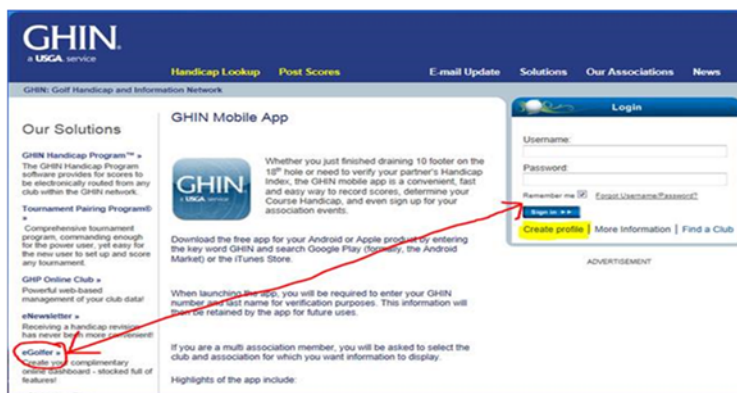 GHIN.
a USGA. service
Handicap Lookup Post Scores E-mail Update Solutions Our Associations News
GHIN: Golf Handicap and Information Network
Our Solutions
GHIN Handicap Program™ »
The GHIN Handicap Program
software provides for scores to
be electronically routed from any
club within the GHIN network.
Tournament Pairing Program®
»
Comprehensive tournament
program, commanding enough
for the power user, yet easy for
the new user to set up and score
any tournament.
GHP Online Club »
Powerful web-based
management of your club data!
eNewsletter »
Receiving a handicap revision
has never been more convenient!
eGolfer »
Create your complimentary
online dashboard - stocked full of
features!
GHIN Mobile App
GHIN
a USGA service
Whether you just finished draining 10 footer on the
18th hole or need to verify your partner's Handicap
Index, the GHIN mobile app is a convenient, fast
and easy way to record scores, determine your
Course Handicap, and even sign up for your
association events.
Download the free app for your Android or Apple product by entering
the key word GHIN and search Google Play (formally, the Android
Market) or the iTunes Store.
When launching the app, you will be required to enter your GHIN
number and last name for verification purposes. This information will
then be retained by the app for future uses.
If you are a multi association member, you will be asked to select the
club and association for which you want information to display.
Highlights of the app include:
Login
Username:
Password:
Remember me Forgot Username/Password?
Sign in »»
Create profile | More Information | Find a Club
ADVERTISEMENT